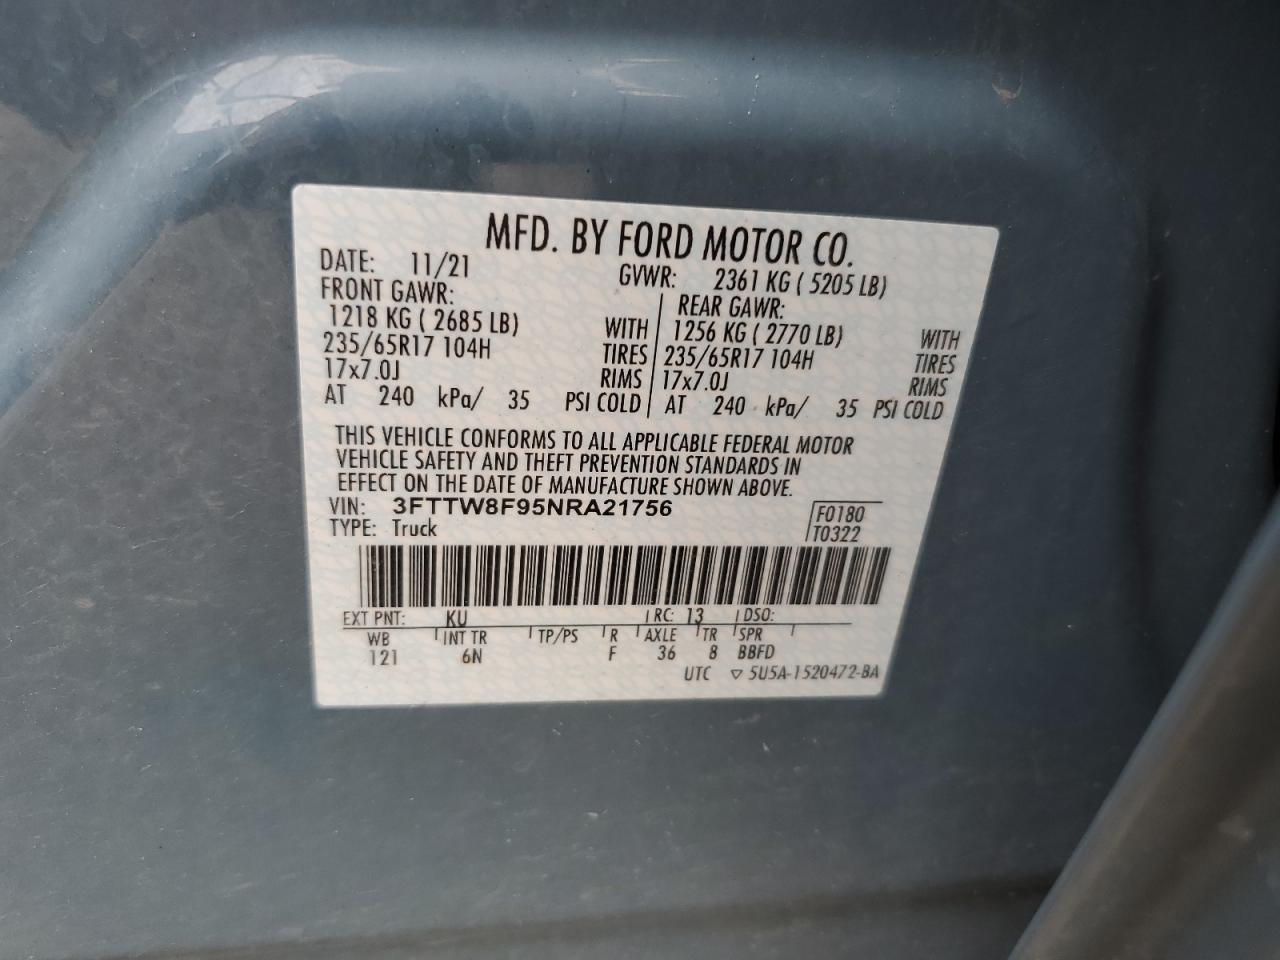 MFD. BY FORD MOTOR CO.
DATE: 11/21 GVWR: 2361 KG ( 5205 LB)
FRONT GAWR: REAR GAWR:
1218 KG ( 2685 LB) WITH 1256 KG ( 2770 LB) WITH
235/65R17 104H TIRES 235/65R17 104H TIRES
17x7.0J RIMS 17x7.0J RIMS
AT 240 kPa/ 35 PSI COLD AT 240 kPa/ 35 PSI COLD
THIS VEHICLE CONFORMS TO ALL APPLICABLE FEDERAL MOTOR
VEHICLE SAFETY AND THEFT PREVENTION STANDARDS IN
EFFECT ON THE DATE OF MANUFACTURE SHOWN ABOVE.
VIN: 3FTTW8F95NRA21756 F0180
TYPE: Truck T0322
EXT PNT: KU RC: 13 DSO:
WB INT TR TP/PS R AXLE TR SPR
121 6N F 36 8 BBFD
UTC ▽ 5U5A-1520472-BA